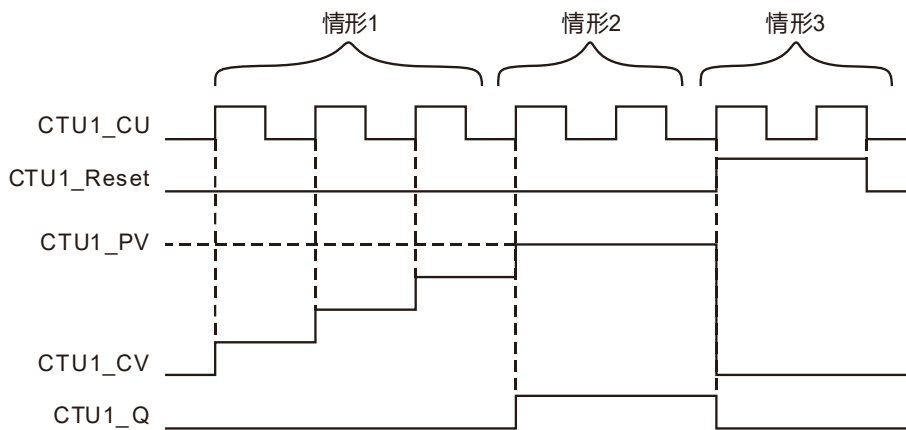 情形1
情形2
情形3
CTU1_CU
CTU1_Reset
CTU1_PV
CTU1_CV
CTU1_Q